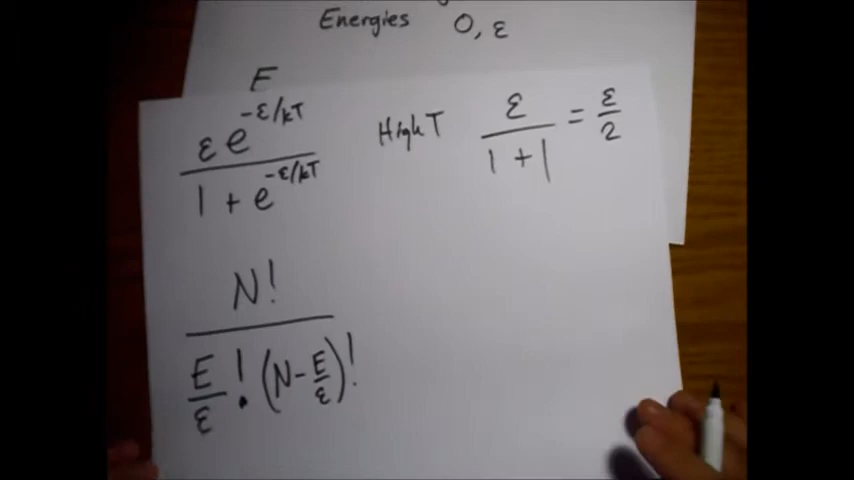 Energies 0, ε
E
εe^{-ε/kT} / 1 + e^{-ε/kT}
High T ε / 1 + 1 = ε / 2
N! / E/ε ! (N - E/ε)!